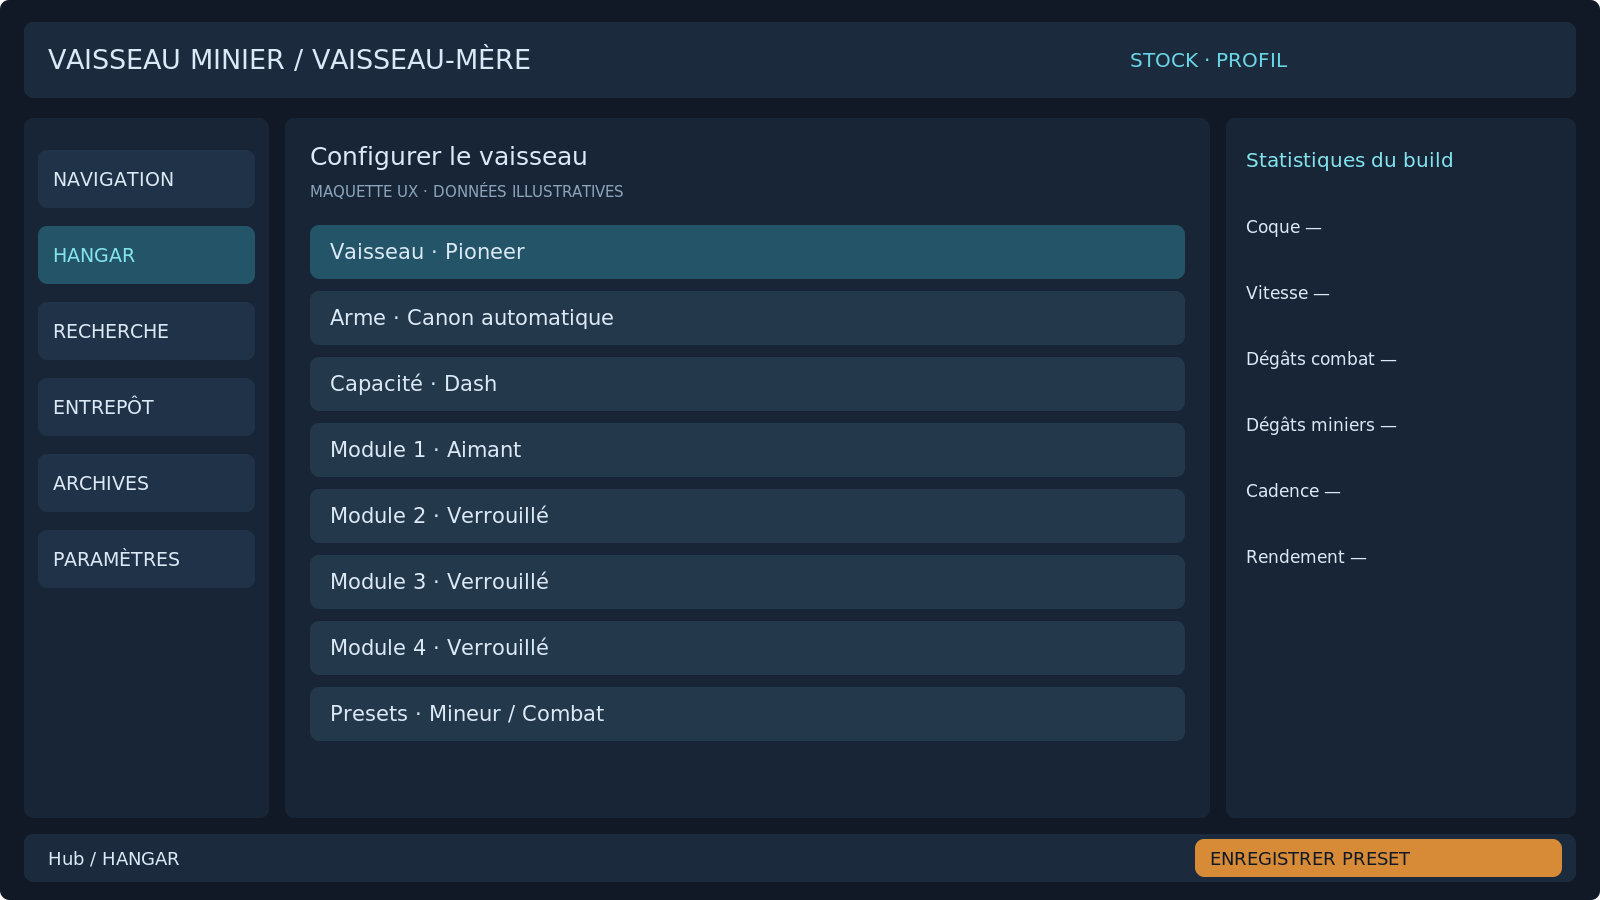 VAISSEAU MINIER / VAISSEAU-MÈRE
STOCK · PROFIL
NAVIGATION
HANGAR
RECHERCHE
ENTREPÔT
ARCHIVES
PARAMÈTRES
Configurer le vaisseau
MAQUETTE UX · DONNÉES ILLUSTRATIVES
Vaisseau · Pioneer
Arme · Canon automatique
Capacité · Dash
Module 1 · Aimant
Module 2 · Verrouillé
Module 3 · Verrouillé
Module 4 · Verrouillé
Presets · Mineur / Combat
Statistiques du build
Coque —
Vitesse —
Dégâts combat —
Dégâts miniers —
Cadence —
Rendement —
Hub / HANGAR
ENREGISTRER PRESET